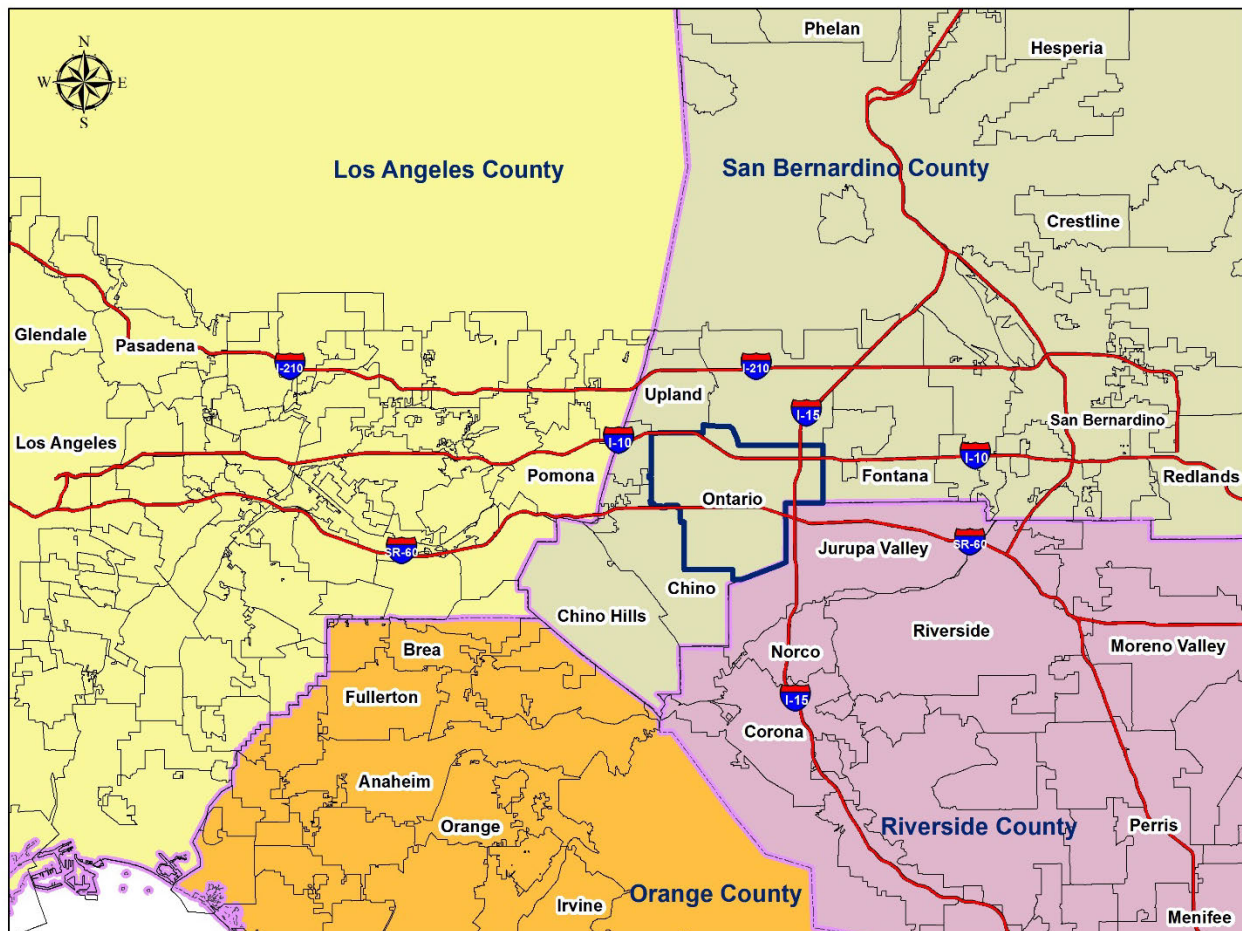 Phelan
Hesperia
N
W
E
S
Los Angeles County
San Bernardino County
Crestline
Glendale
Pasadena
I-210
I-210
Upland
I-15
San Bernardino
Los Angeles
I-10
Pomona
I-10
Fontana
Redlands
Ontario
SR-60
SR-60
Jurupa Valley
Chino
Chino Hills
Riverside
Moreno Valley
Brea
Norco
Fullerton
I-15
Corona
Anaheim
Orange
Riverside County
Perris
Orange County
Irvine
Menifee